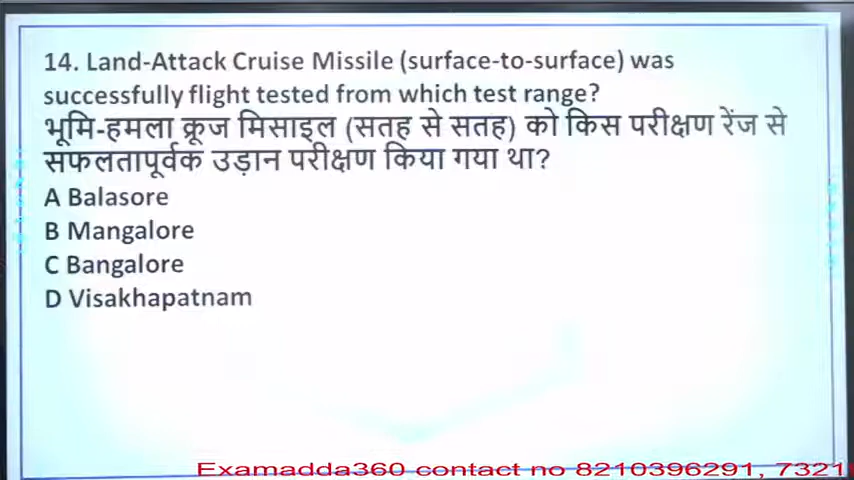 14. Land-Attack Cruise Missile (surface-to-surface) was
successfully flight tested from which test range?
भूमि-हमला क्रूज मिसाइल (सतह से सतह) को किस परीक्षण रेंज से
सफलतापूर्वक उड़ान परीक्षण किया गया था?
A Balasore
B Mangalore
C Bangalore
D Visakhapatnam
Examadda360 contact no 8210396291, 7321